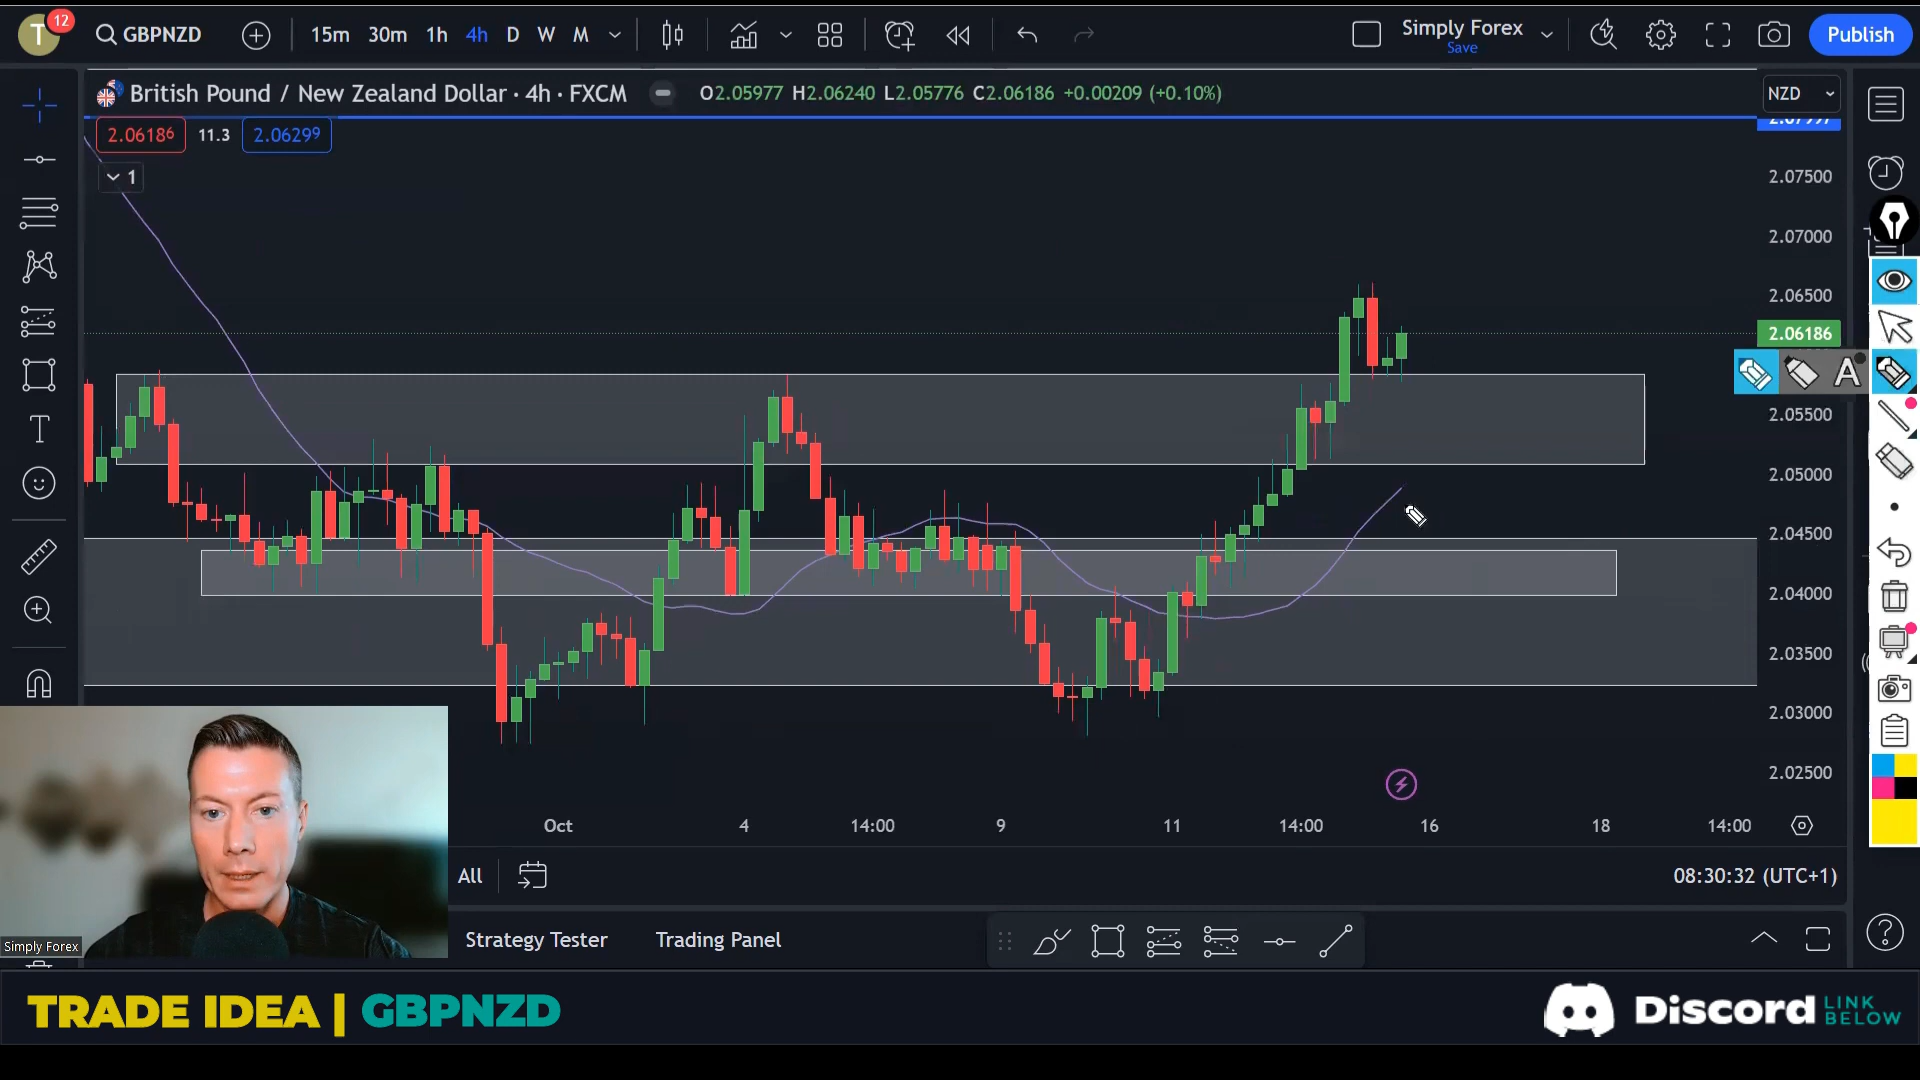 T
12
GBPNZD
15m 30m 1h 4h D W M
Simply Forex
Save
Publish
British Pound / New Zealand Dollar · 4h · FXCM
O2.05977 H2.06240 L2.05776 C2.06186 +0.00209 (+0.10%)
NZD
2.06186 11.3 2.06299
1
2.07500
2.07000
2.06500
2.06186
A
2.05500
2.05000
2.04500
2.04000
2.03500
2.03000
2.02500
Oct 4 14:00 9 11 14:00 16 18 14:00
All
08:30:32 (UTC+1)
Strategy Tester Trading Panel
Simply Forex
TRADE IDEA | GBPNZD
Discord LINK BELOW